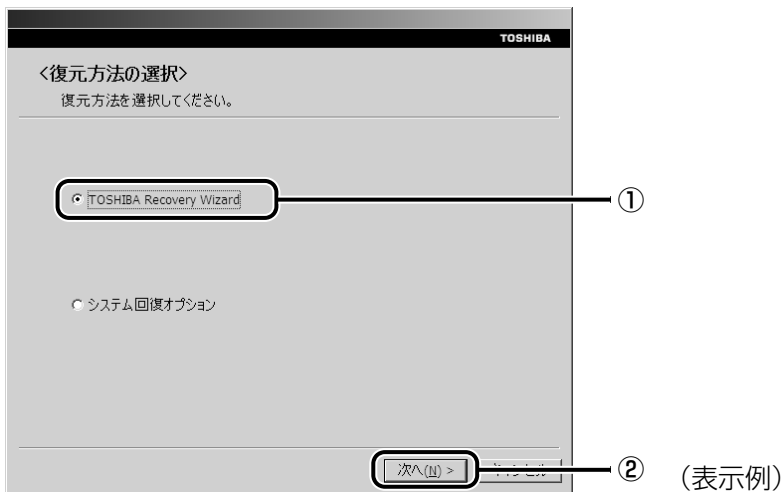 TOSHIBA
<復元方法の選択>
復元方法を選択してください。
TOSHIBA Recovery Wizard
①
システム回復オプション
次へ(N) >
②
(表示例)